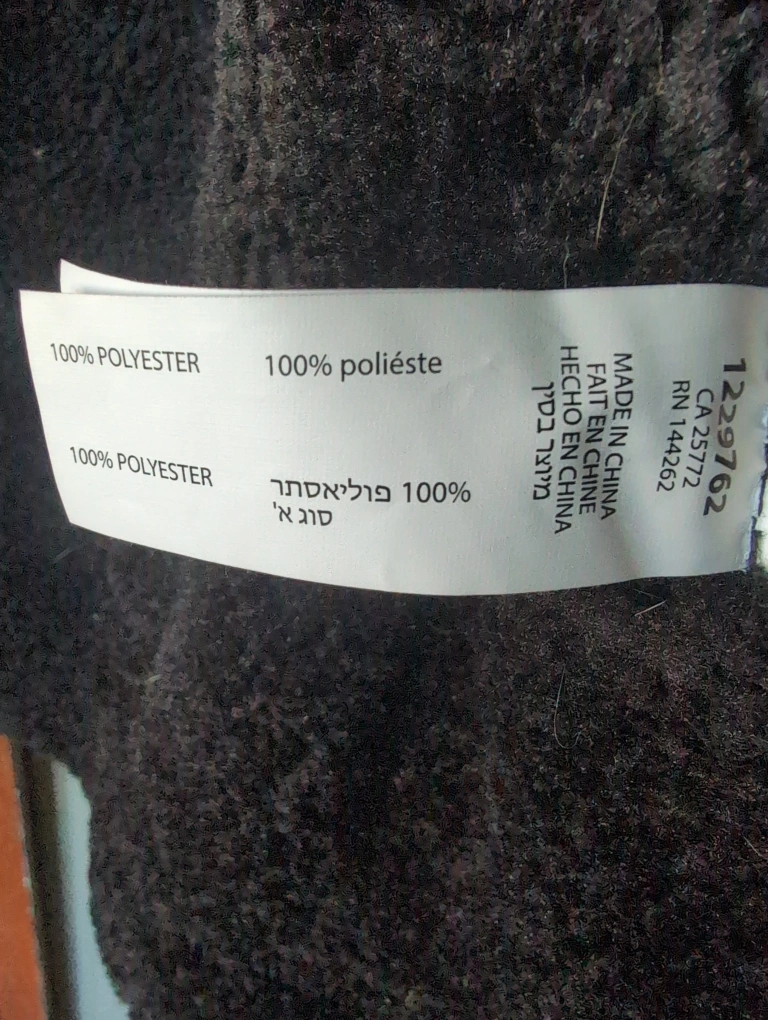 100% POLYESTER
100% poliéste
100% POLYESTER
100% פוליאסתר
סוג א'
MADE IN CHINA
FAIT EN CHINE
HECHO EN CHINA
מיוצר בסין
1229762
CA 25772
RN 144262